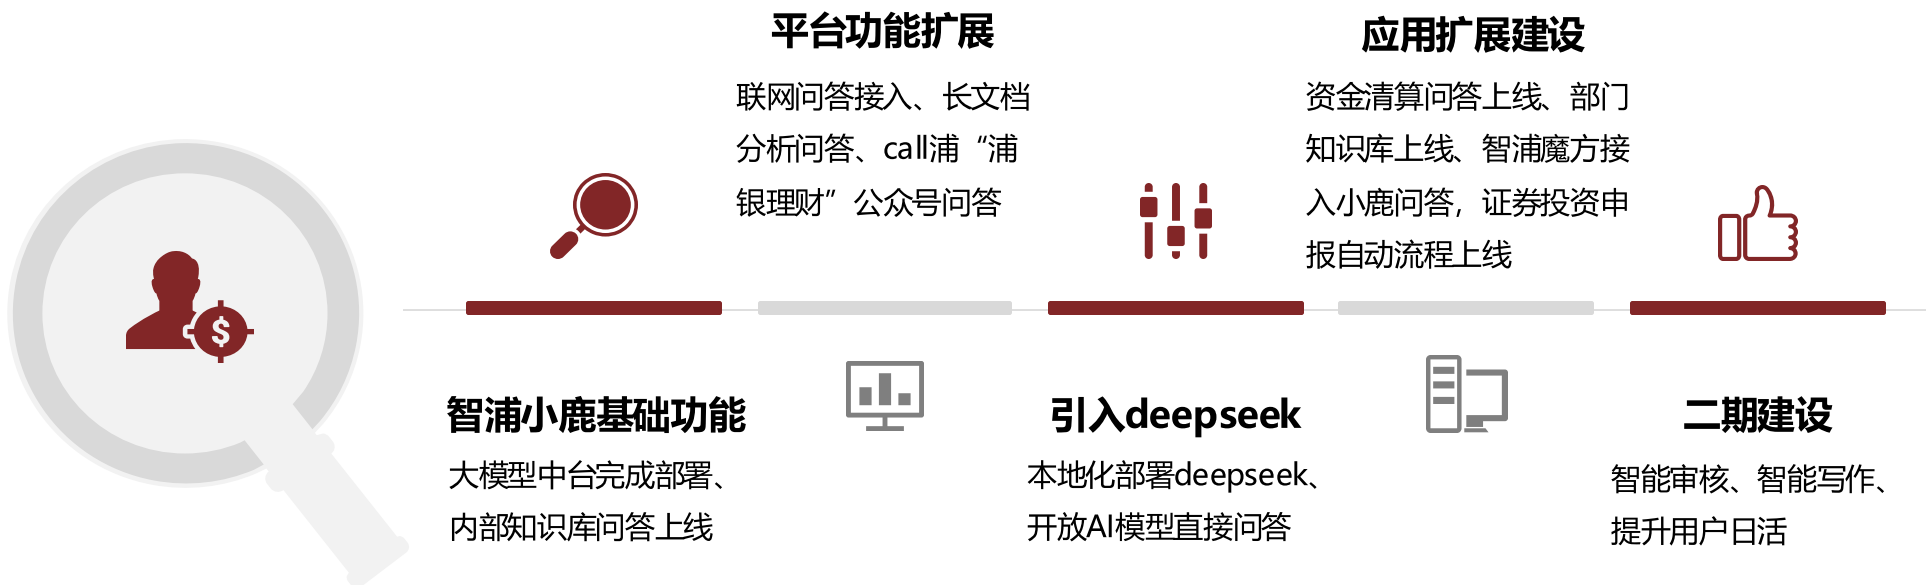 平台功能扩展
联网问答接入、长文档
分析问答、call浦“浦
银理财”公众号问答
应用扩展建设
资金清算问答上线、部门
知识库上线、智浦魔方接
入小鹿问答，证券投资申
报自动流程上线
$
智浦小鹿基础功能
大模型中台完成部署、
内部知识库问答上线
引入deepseek
本地化部署deepseek、
开放AI模型直接问答
二期建设
智能审核、智能写作、
提升用户日活